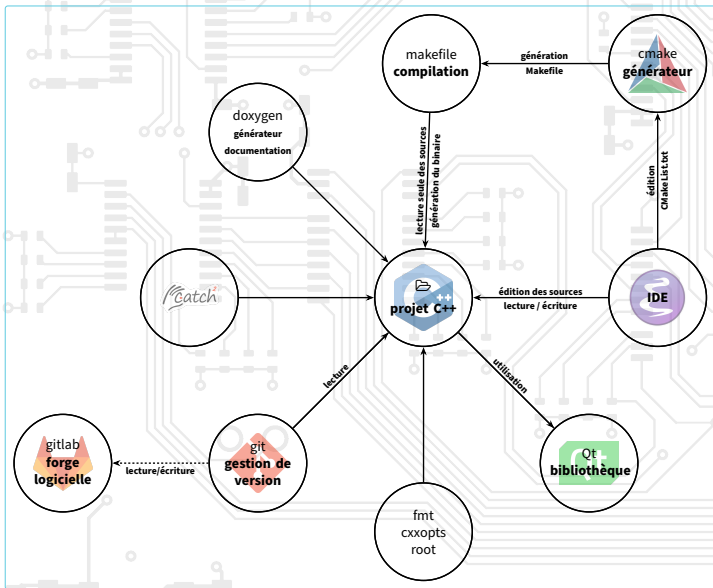 makefile
compilation
génération
Makefile
cmake
générateur
doxygen
générateur
documentation
lecture seule des sources
génération du binaire
édition
CMakeList.txt
catch2
projet C++
édition des sources
lecture / écriture
IDE
lecture
utilisation
gitlab
forge
logicielle
lecture/écriture
git
gestion de
version
Qt
bibliothèque
fmt
cxxopts
root